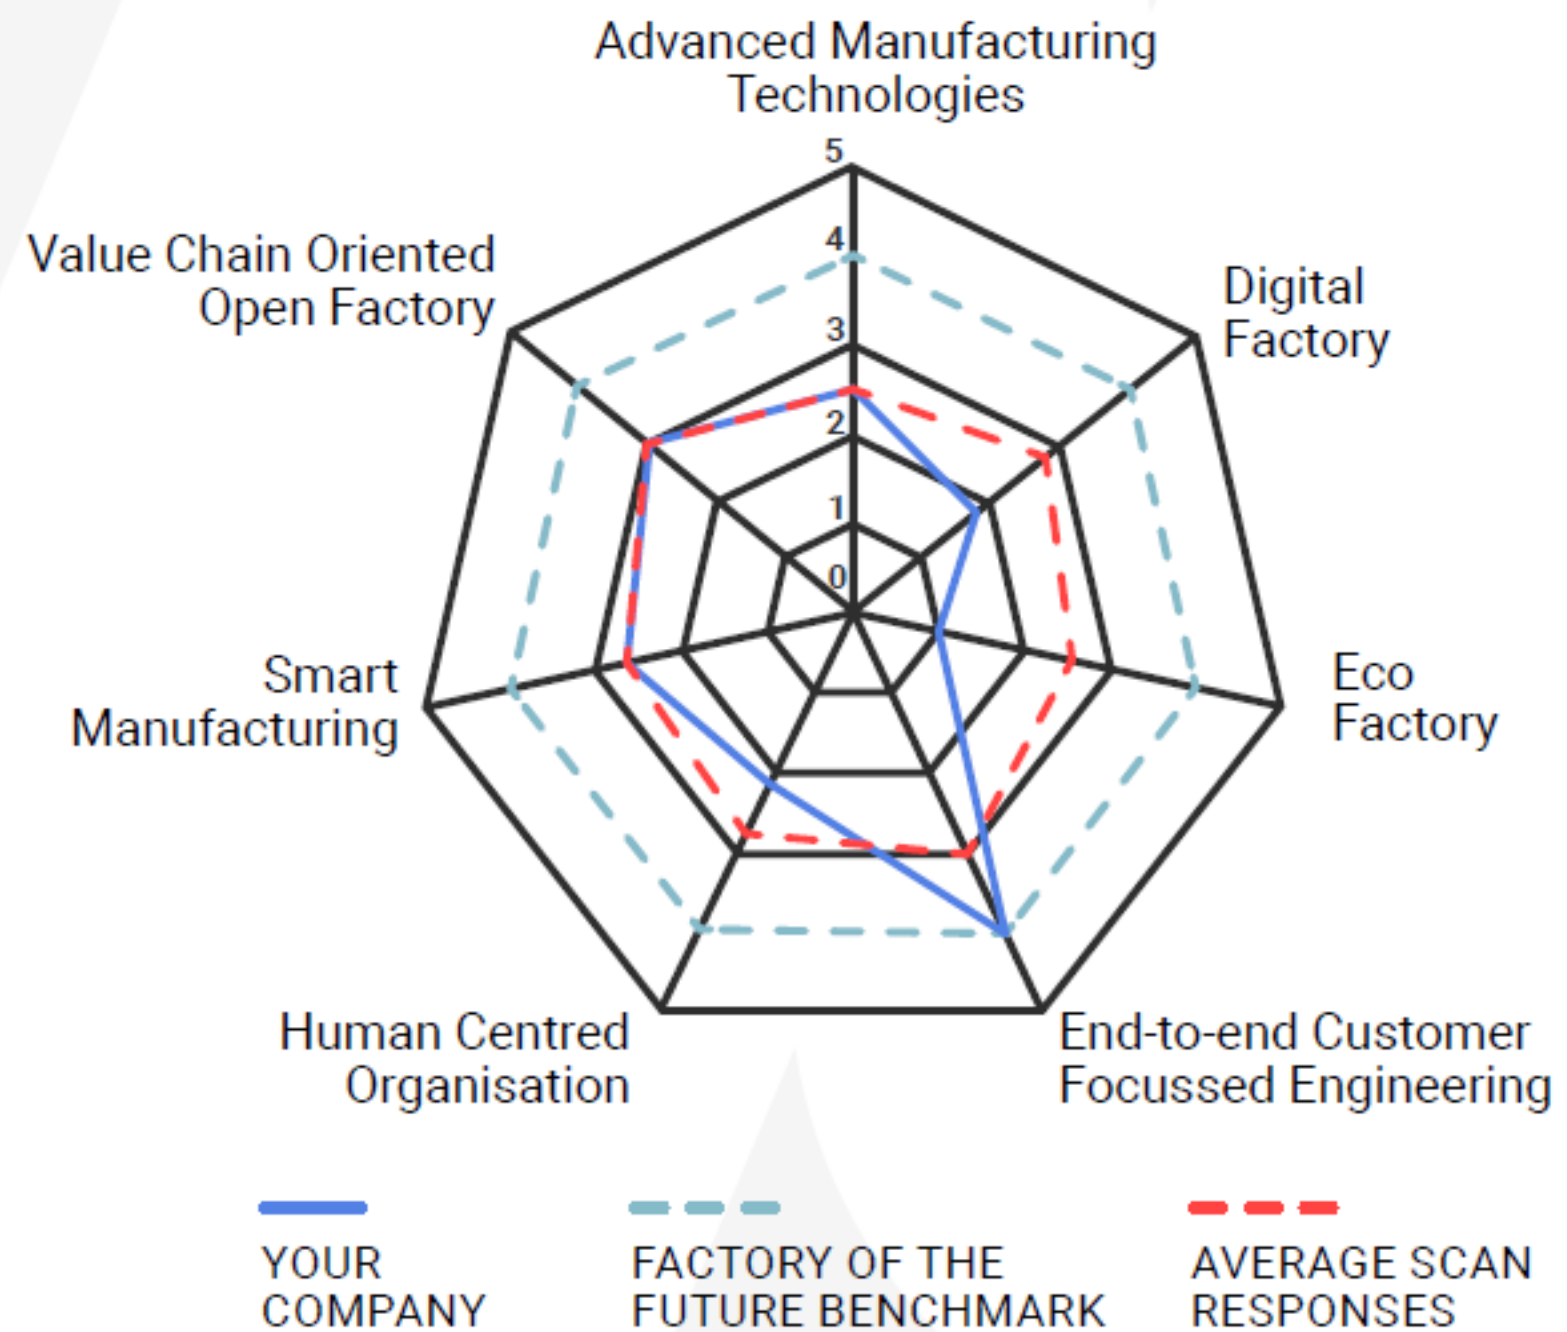 Advanced Manufacturing
Technologies
5
4
3
2
1
0
Value Chain Oriented
Open Factory
Digital
Factory
Smart
Manufacturing
Eco
Factory
Human Centred
Organisation
End-to-end Customer
Focussed Engineering
YOUR
COMPANY
FACTORY OF THE
FUTURE BENCHMARK
AVERAGE SCAN
RESPONSES